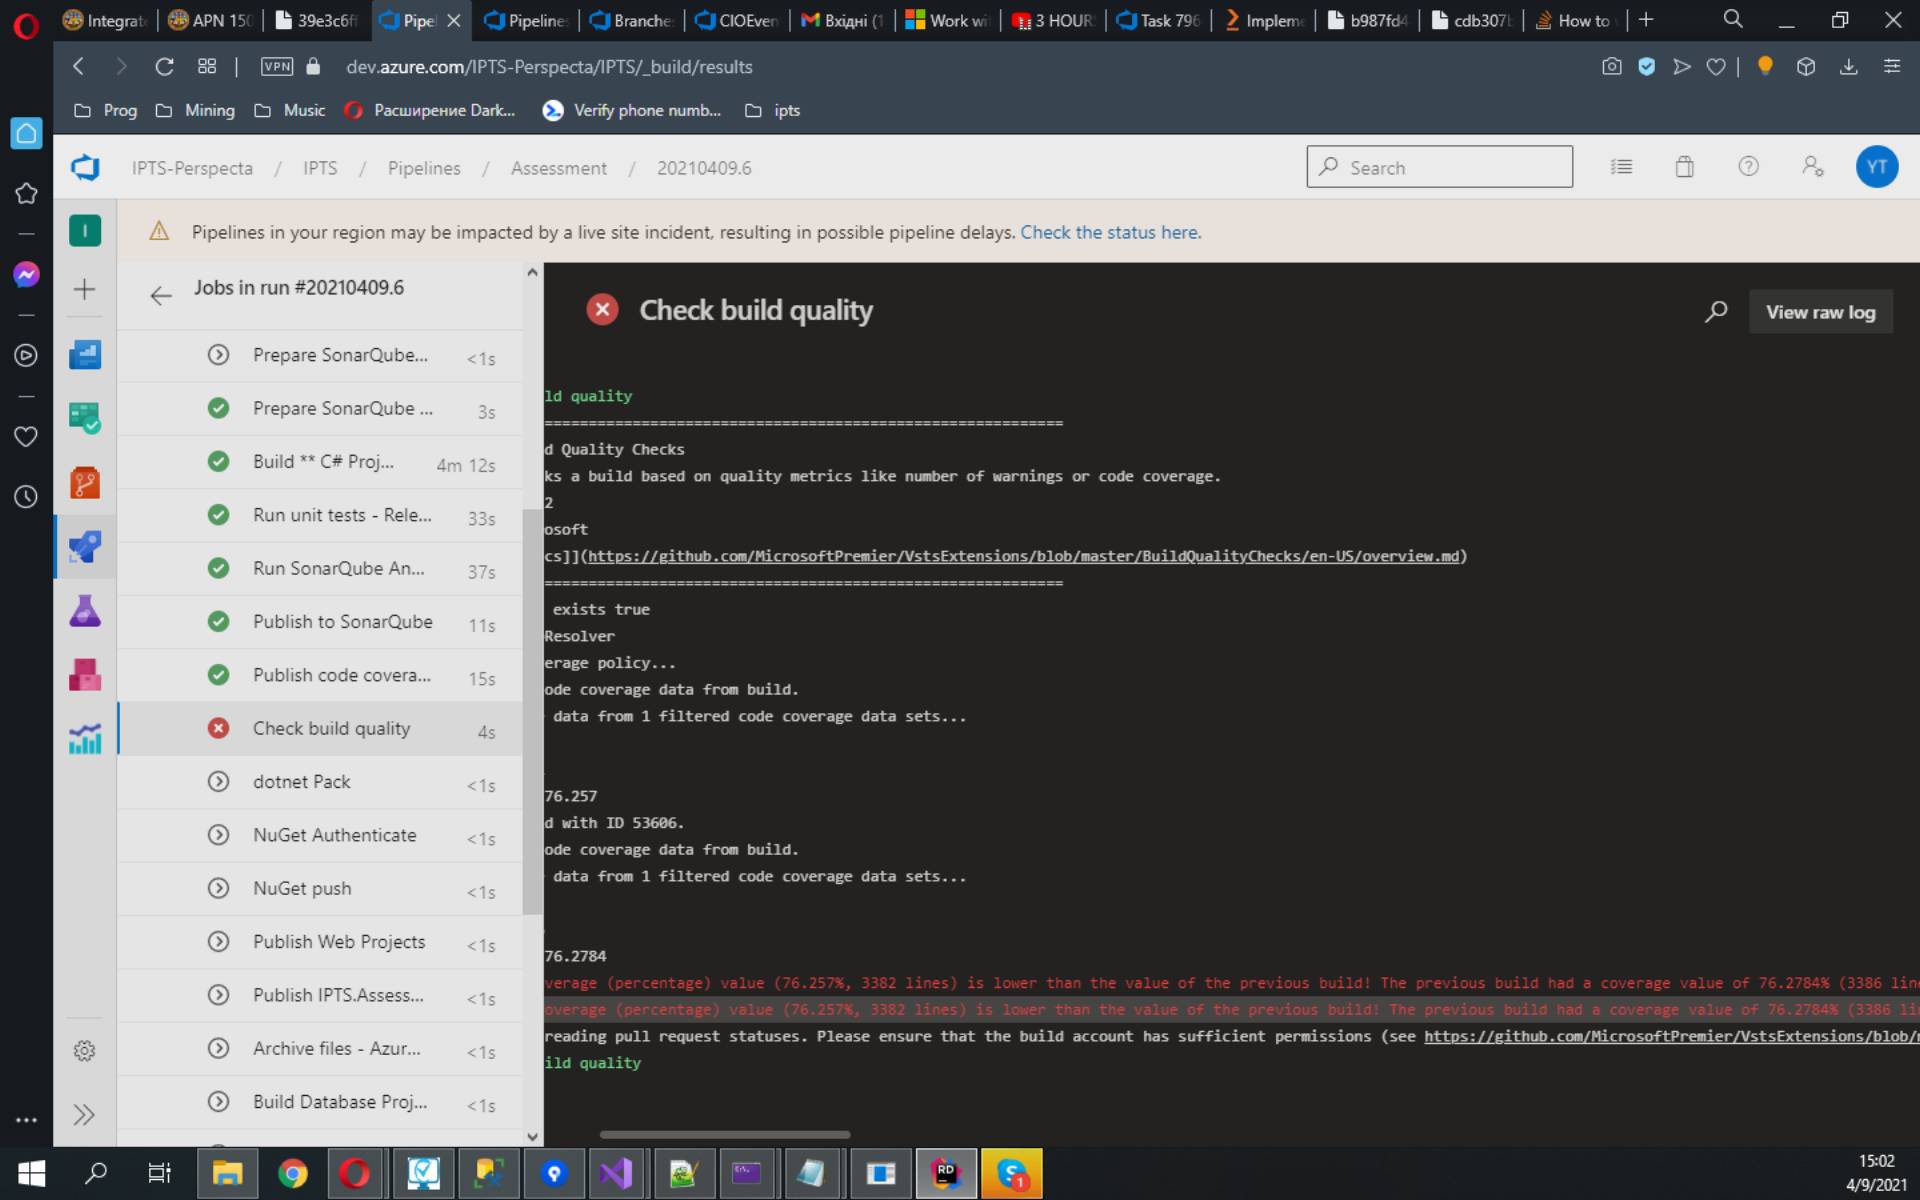 Integrat
APN 150
39e3c6ff
Pipel
Pipelines
Branche
CIOEven
Вхідні (1
Work wi
3 HOUR
Task 796
Implem
b987fd4
cdb307b
How to
VPN
dev.azure.com/IPTS-Perspecta/IPTS/_build/results
Prog
Mining
Music
Расширение Dark...
Verify phone numb...
ipts
IPTS-Perspecta / IPTS / Pipelines / Assessment / 20210409.6
Search
YT
I
Pipelines in your region may be impacted by a live site incident, resulting in possible pipeline delays. Check the status here.
Jobs in run #20210409.6
Prepare SonarQube... <1s
Prepare SonarQube ... 3s
Build ** C# Proj... 4m 12s
Run unit tests - Rele... 33s
Run SonarQube An... 37s
Publish to SonarQube 11s
Publish code covera... 15s
Check build quality 4s
dotnet Pack <1s
NuGet Authenticate <1s
NuGet push <1s
Publish Web Projects <1s
Publish IPTS.Assess... <1s
Archive files - Azur... <1s
Build Database Proj... <1s
Check build quality
View raw log
ld quality
===========================================================
d Quality Checks
ks a build based on quality metrics like number of warnings or code coverage.
2
osoft
cs]](https://github.com/MicrosoftPremier/VstsExtensions/blob/master/BuildQualityChecks/en-US/overview.md)
===========================================================
exists true
Resolver
erage policy...
ode coverage data from build.
data from 1 filtered code coverage data sets...
76.257
d with ID 53606.
ode coverage data from build.
data from 1 filtered code coverage data sets...
76.2784
verage (percentage) value (76.257%, 3382 lines) is lower than the value of the previous build! The previous build had a coverage value of 76.2784% (3386 line
overage (percentage) value (76.257%, 3382 lines) is lower than the value of the previous build! The previous build had a coverage value of 76.2784% (3386 li
reading pull request statuses. Please ensure that the build account has sufficient permissions (see https://github.com/MicrosoftPremier/VstsExtensions/blob/
ild quality
RD
1
15:02
4/9/2021